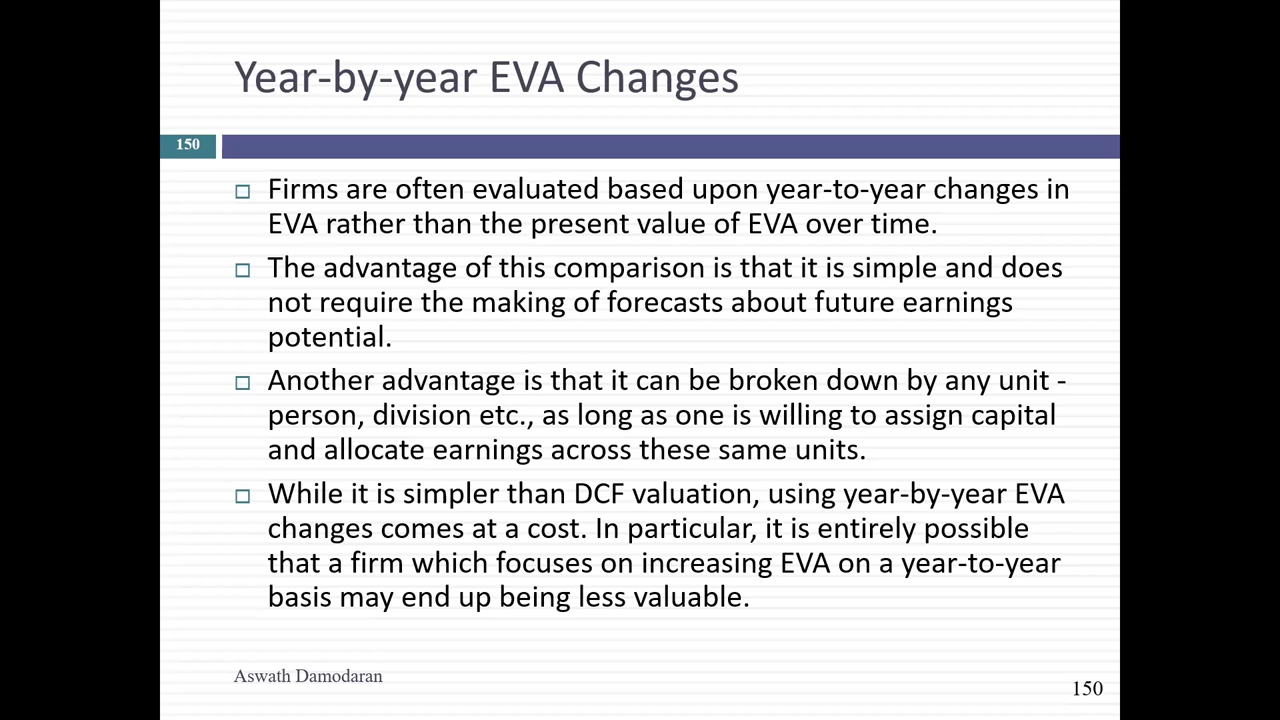 Year-by-year EVA Changes
150
Firms are often evaluated based upon year-to-year changes in
EVA rather than the present value of EVA over time.
The advantage of this comparison is that it is simple and does
not require the making of forecasts about future earnings
potential.
Another advantage is that it can be broken down by any unit -
person, division etc., as long as one is willing to assign capital
and allocate earnings across these same units.
While it is simpler than DCF valuation, using year-by-year EVA
changes comes at a cost. In particular, it is entirely possible
that a firm which focuses on increasing EVA on a year-to-year
basis may end up being less valuable.
Aswath Damodaran
150